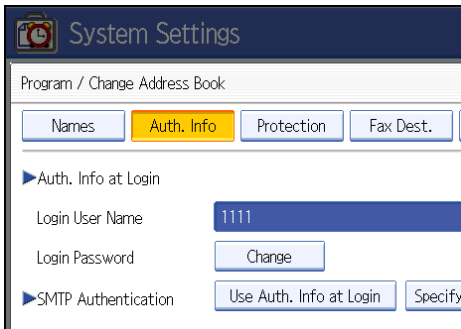 System Settings
Program / Change Address Book
Names Auth. Info Protection Fax Dest.
▶Auth. Info at Login
Login User Name 1111
Login Password Change
▶SMTP Authentication Use Auth. Info at Login Specify